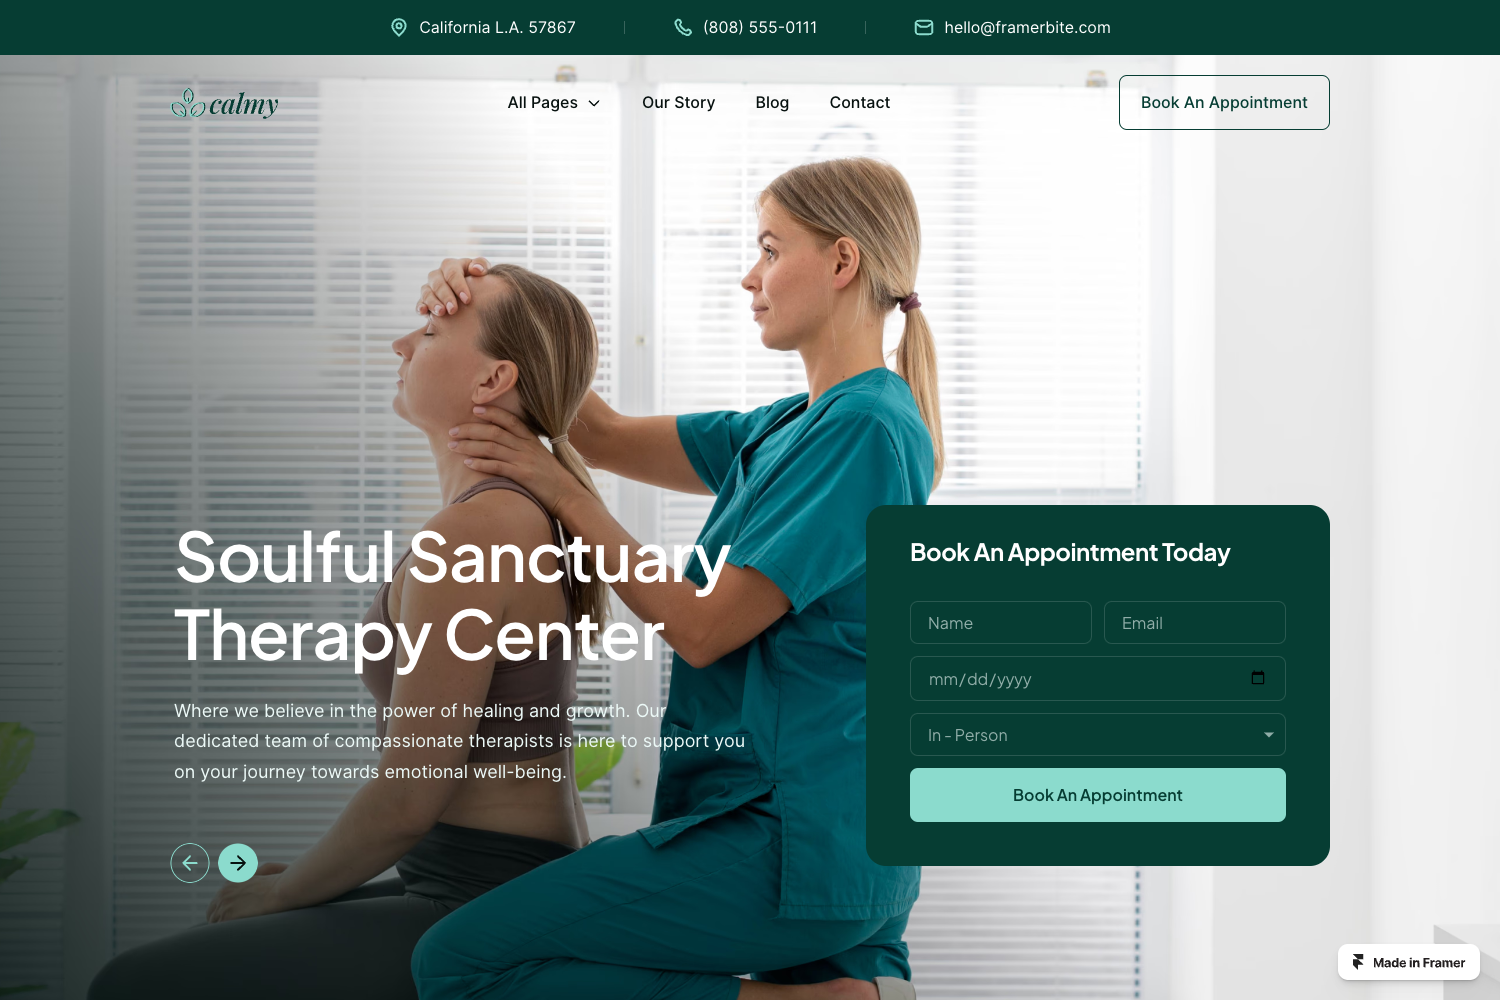 California L.A. 57867
(808) 555-0111
hello@framerbite.com
calmy
All Pages
Our Story
Blog
Contact
Book An Appointment
Soulful Sanctuary
Therapy Center
Where we believe in the power of healing and growth. Our
dedicated team of compassionate therapists is here to support you
on your journey towards emotional well-being.
Book An Appointment Today
Name
Email
mm/dd/yyyy
In - Person
Book An Appointment
Made in Framer